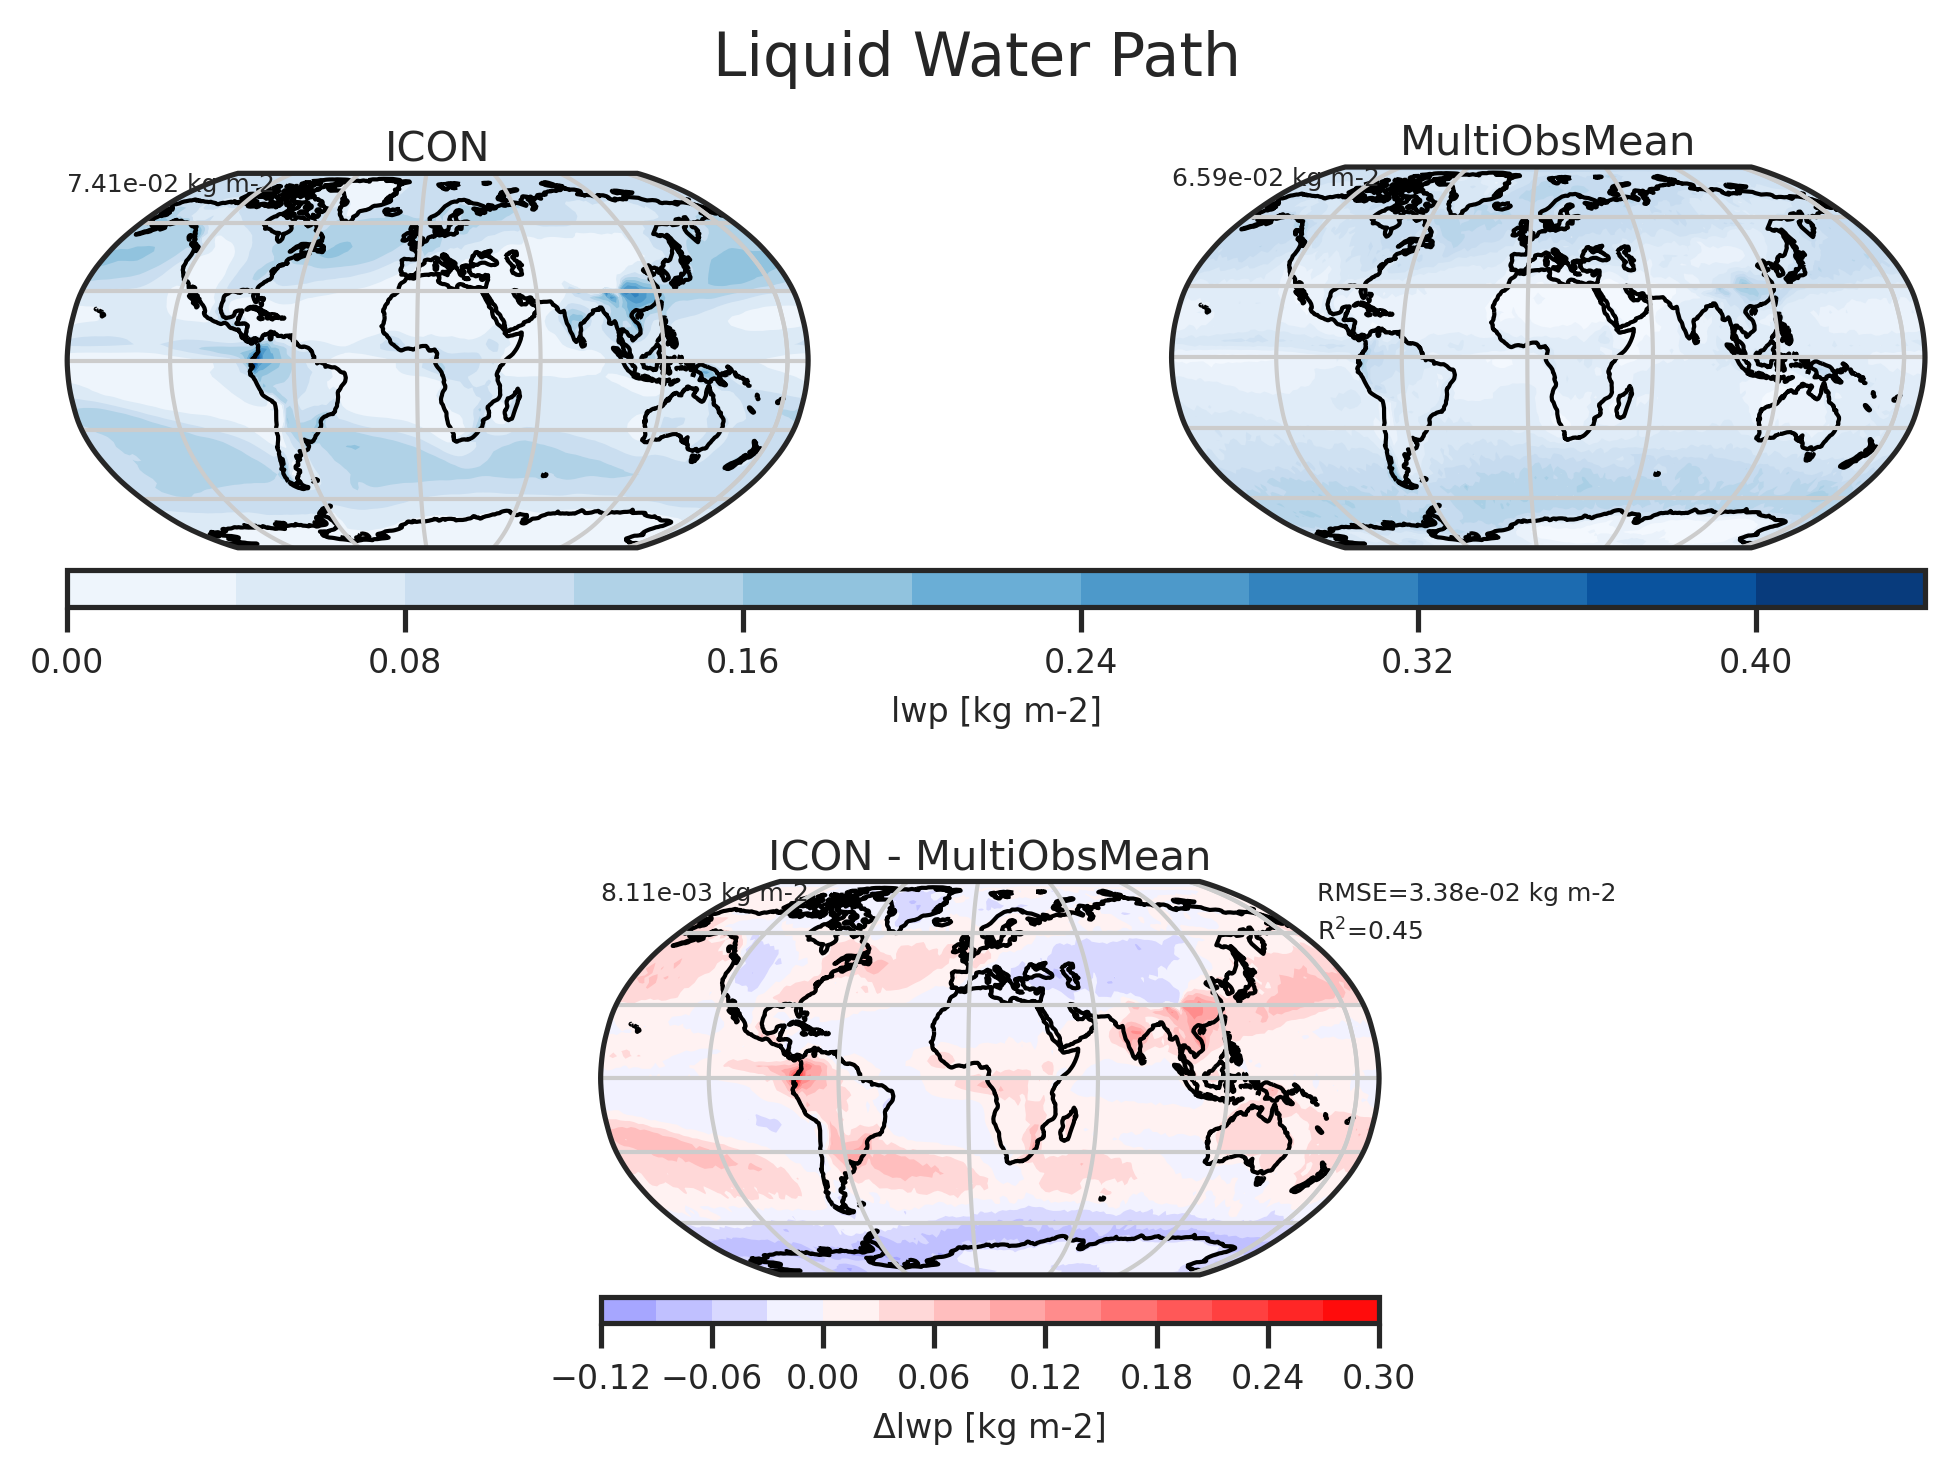 Liquid Water Path
ICON
MultiObsMean
7.41e-02 kg m-2
6.59e-02 kg m-2
0.00 0.08 0.16 0.24 0.32 0.40
lwp [kg m-2]
ICON - MultiObsMean
8.11e-03 kg m-2
RMSE=3.38e-02 kg m-2
R²=0.45
−0.12 −0.06 0.00 0.06 0.12 0.18 0.24 0.30
Δlwp [kg m-2]